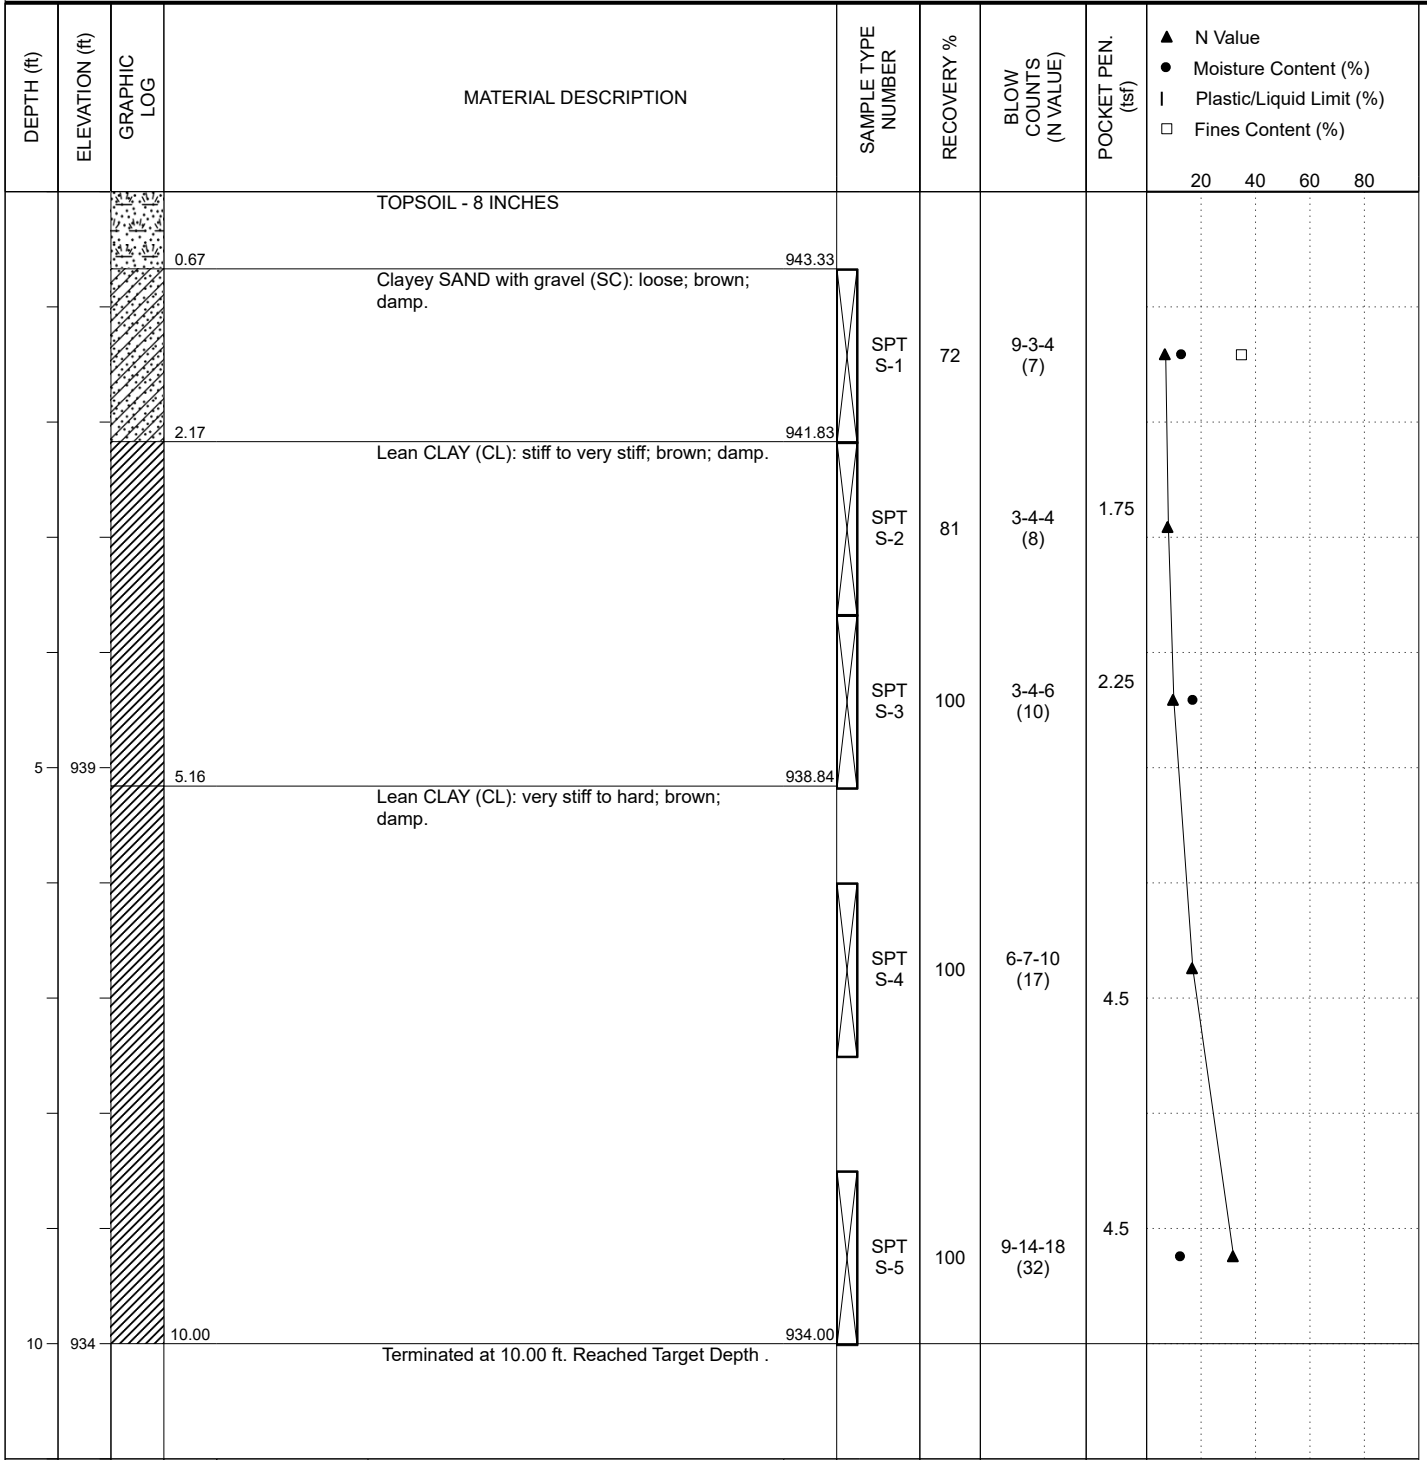 DEPTH (ft)
ELEVATION (ft)
GRAPHIC
LOG
MATERIAL DESCRIPTION
SAMPLE TYPE
NUMBER
RECOVERY %
BLOW
COUNTS
(N VALUE)
POCKET PEN.
(tsf)
▲ N Value
● Moisture Content (%)
| Plastic/Liquid Limit (%)
□ Fines Content (%)
20 40 60 80
TOPSOIL - 8 INCHES
0.67 943.33
Clayey SAND with gravel (SC): loose; brown;
damp.
SPT
S-1
72
9-3-4
(7)
2.17 941.83
Lean CLAY (CL): stiff to very stiff; brown; damp.
SPT
S-2
81
3-4-4
(8)
1.75
SPT
S-3
100
3-4-6
(10)
2.25
5 939
5.16 938.84
Lean CLAY (CL): very stiff to hard; brown;
damp.
SPT
S-4
100
6-7-10
(17)
4.5
SPT
S-5
100
9-14-18
(32)
4.5
10 934
10.00 934.00
Terminated at 10.00 ft. Reached Target Depth .